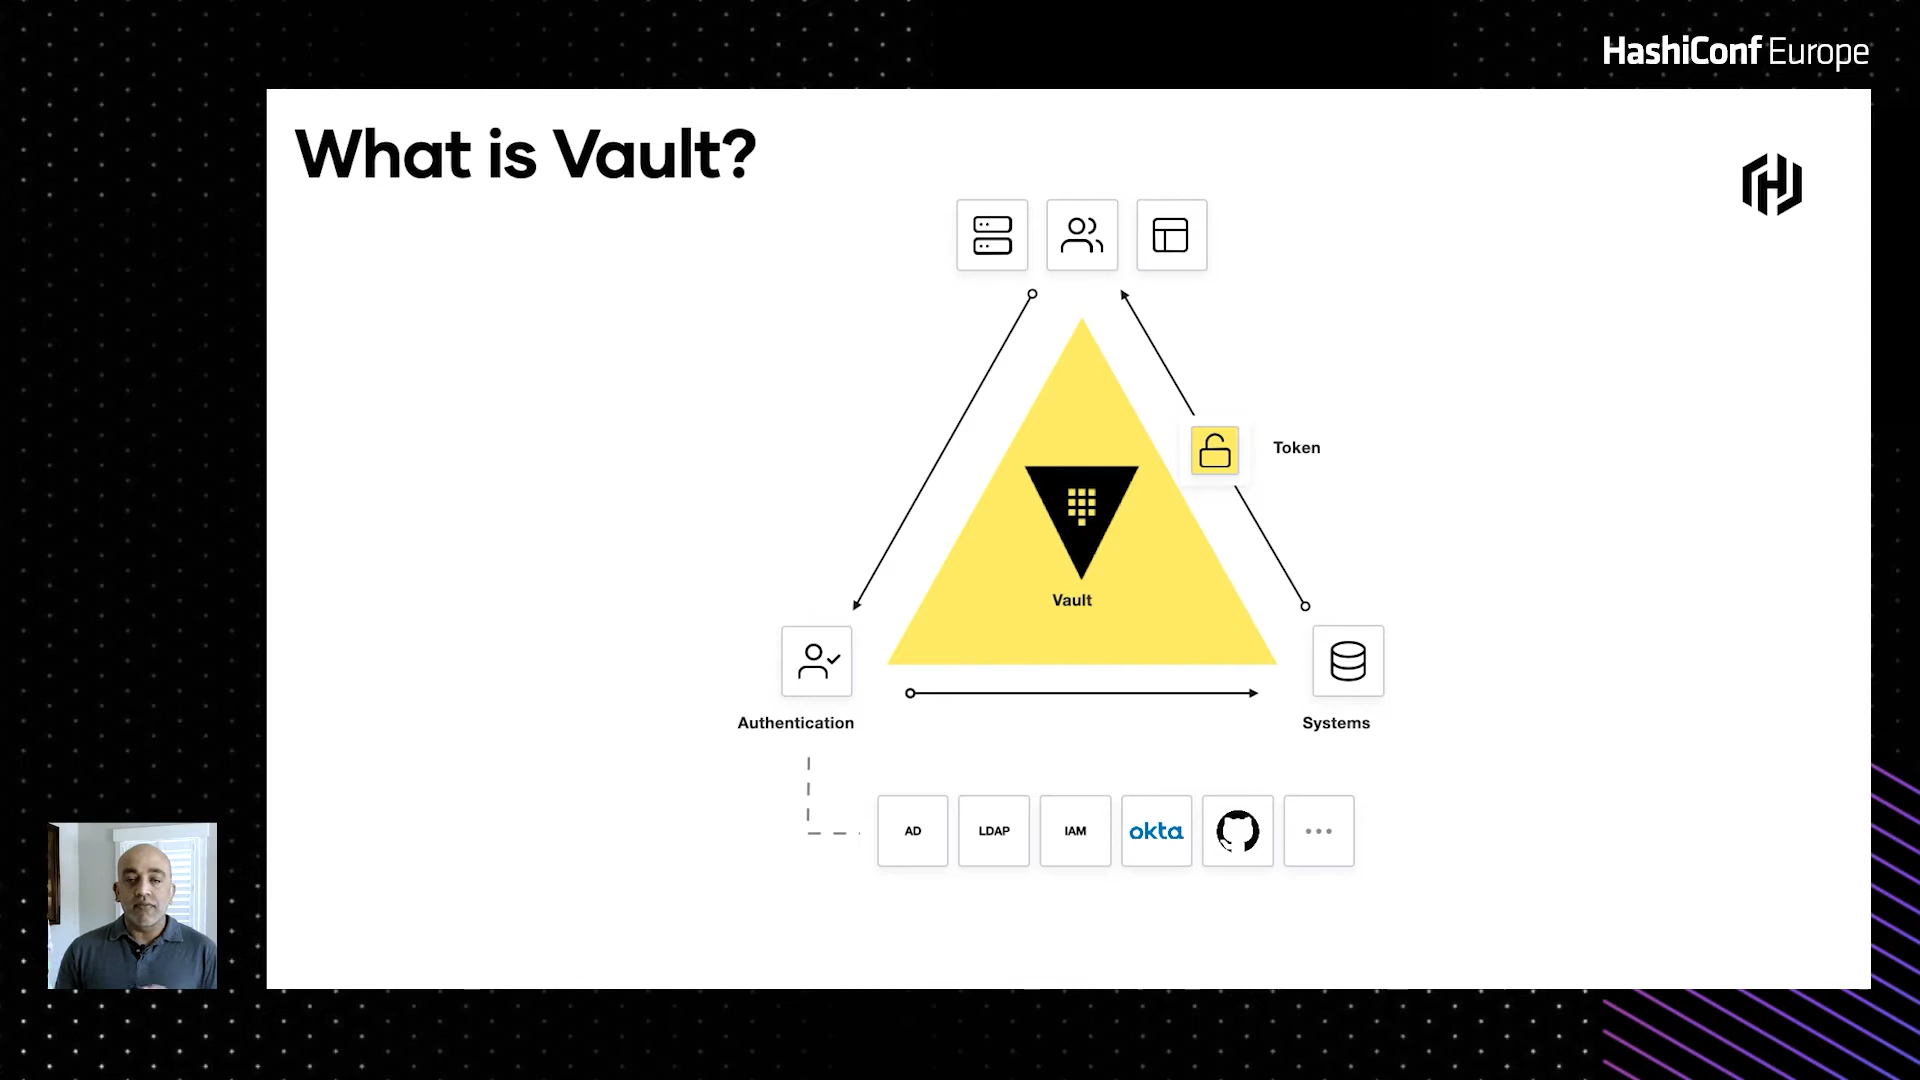 HashiConf Europe
What is Vault?
Token
Vault
Authentication
Systems
AD
LDAP
IAM
okta